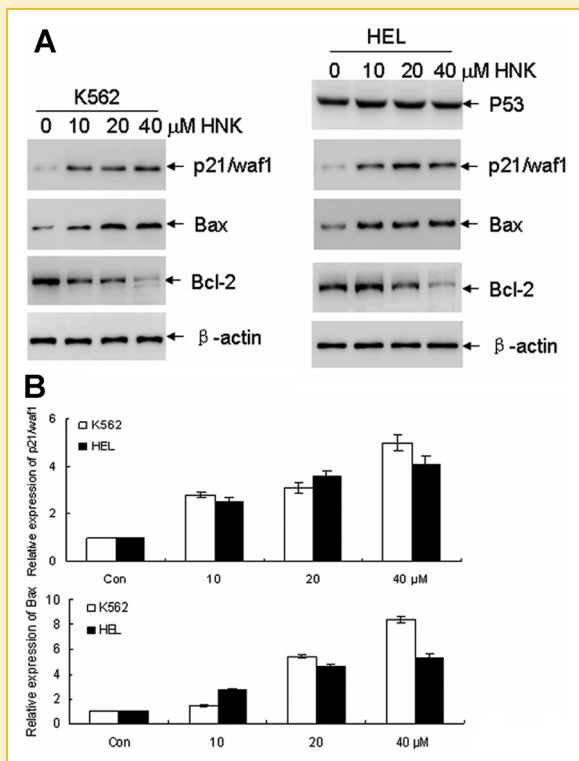 A
K562
0 10 20 40 μM HNK
p21/waf1
Bax
Bcl-2
β-actin
HEL
0 10 20 40 μM HNK
P53
p21/waf1
Bax
Bcl-2
β-actin
B
Relative expression of p21/waf1
6
4
2
0
K562
HEL
Con 10 20 40 μM
Relative expression of Bax
10
8
6
4
2
0
K562
HEL
Con 10 20 40 μM